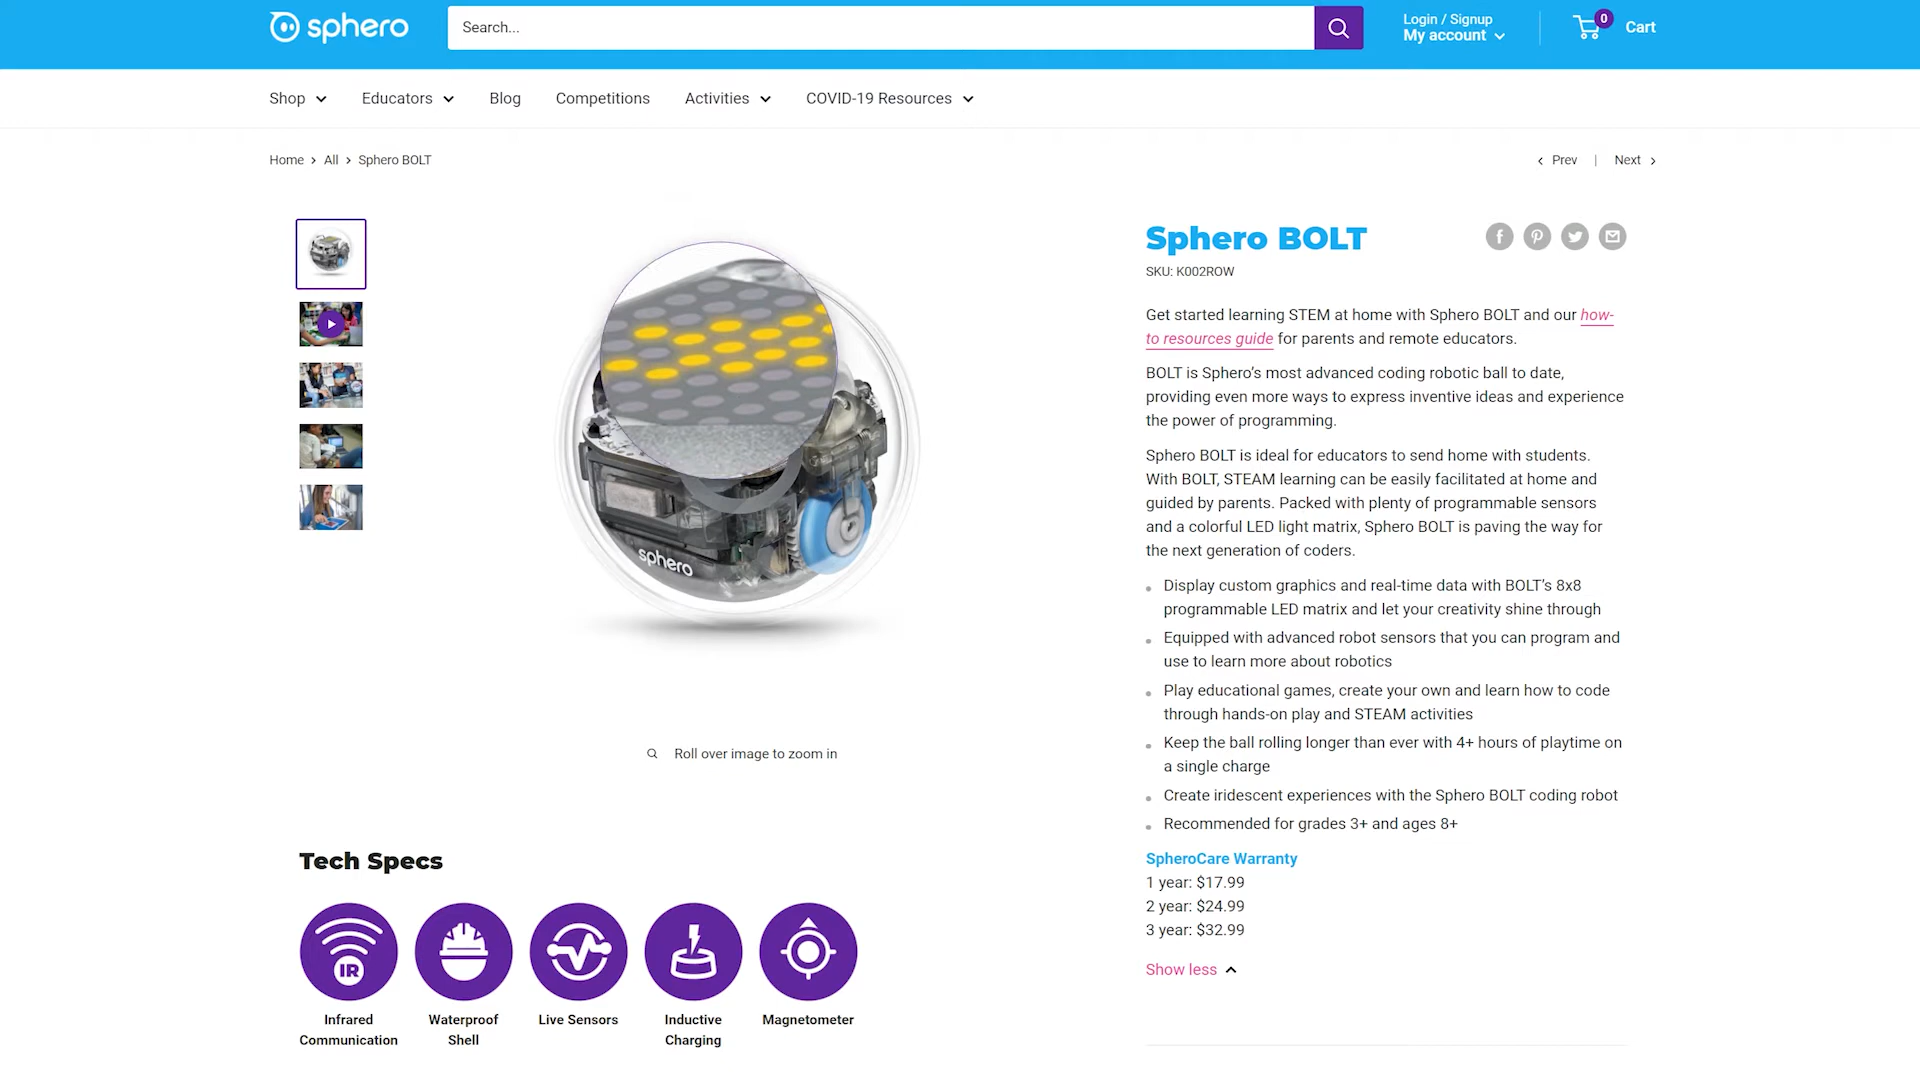 sphero
Search...
Login / Signup
My account
0
Cart
Shop
Educators
Blog
Competitions
Activities
COVID-19 Resources
Home > All > Sphero BOLT
Prev | Next
Sphero BOLT
SKU: K002ROW
Get started learning STEM at home with Sphero BOLT and our how-
to resources guide for parents and remote educators.
BOLT is Sphero’s most advanced coding robotic ball to date,
providing even more ways to express inventive ideas and experience
the power of programming.
Sphero BOLT is ideal for educators to send home with students.
With BOLT, STEAM learning can be easily facilitated at home and
guided by parents. Packed with plenty of programmable sensors
and a colorful LED light matrix, Sphero BOLT is paving the way for
the next generation of coders.
Display custom graphics and real-time data with BOLT’s 8x8
programmable LED matrix and let your creativity shine through
Equipped with advanced robot sensors that you can program and
use to learn more about robotics
Play educational games, create your own and learn how to code
through hands-on play and STEAM activities
Keep the ball rolling longer than ever with 4+ hours of playtime on
a single charge
Create iridescent experiences with the Sphero BOLT coding robot
Recommended for grades 3+ and ages 8+
SpheroCare Warranty
1 year: $17.99
2 year: $24.99
3 year: $32.99
Show less
sphero
Roll over image to zoom in
Tech Specs
IR
Infrared
Communication
Waterproof
Shell
Live Sensors
Inductive
Charging
Magnetometer